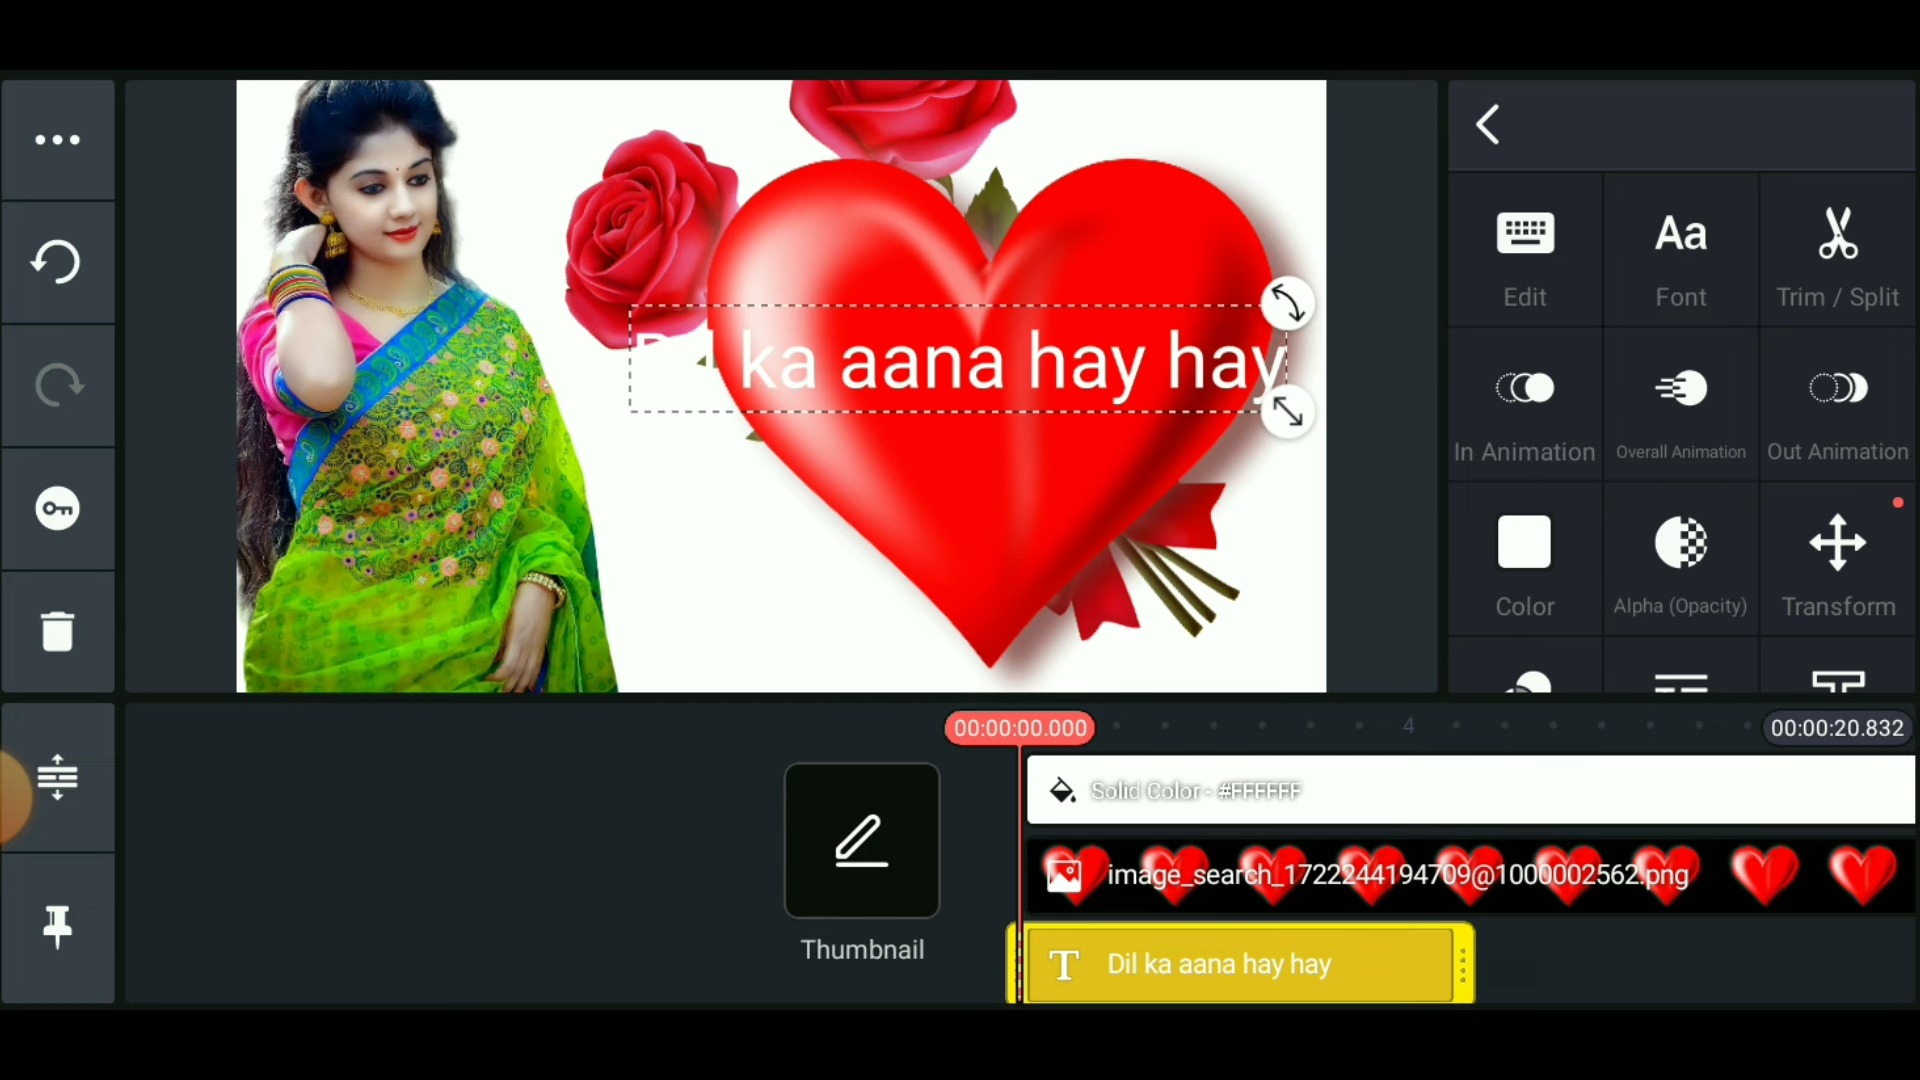 Dil ka aana hay hay
Edit
Font
Aa
Trim / Split
In Animation
Overall Animation
Out Animation
Color
Alpha (Opacity)
Transform
00:00:00.000
4
00:00:20.832
Solid Color - #FFFFFF
image_search_1722244194709@1000002562.png
Thumbnail
T Dil ka aana hay hay